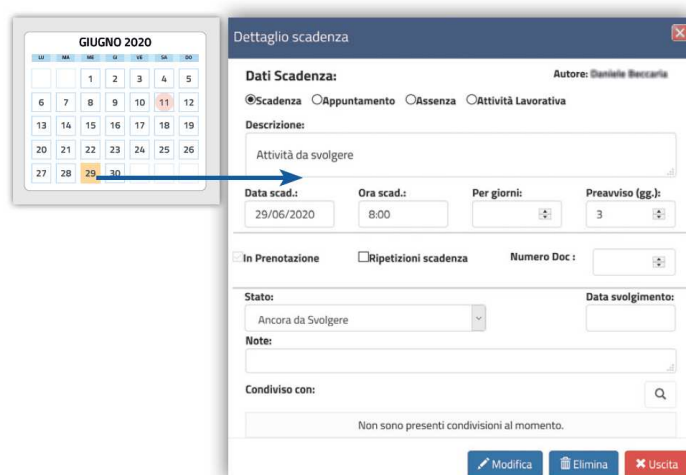 GIUGNO 2020
LU MA ME GI VE SA DO
1 2 3 4 5
6 7 8 9 10 11 12
13 14 15 16 17 18 19
20 21 22 23 24 25 26
27 28 29 30
Dettaglio scadenza
Dati Scadenza:
Autore: Daniele Beccaria
Scadenza Appuntamento Assenza Attività Lavorativa
Descrizione:
Attività da svolgere
Data scad.: Ora scad.: Per giorni: Preavviso (gg.):
29/06/2020 8:00 3
In Prenotazione Ripetizioni scadenza Numero Doc :
Stato: Data svolgimento:
Ancora da Svolgere
Note:
Condiviso con:
Non sono presenti condivisioni al momento.
Modifica Elimina Uscita